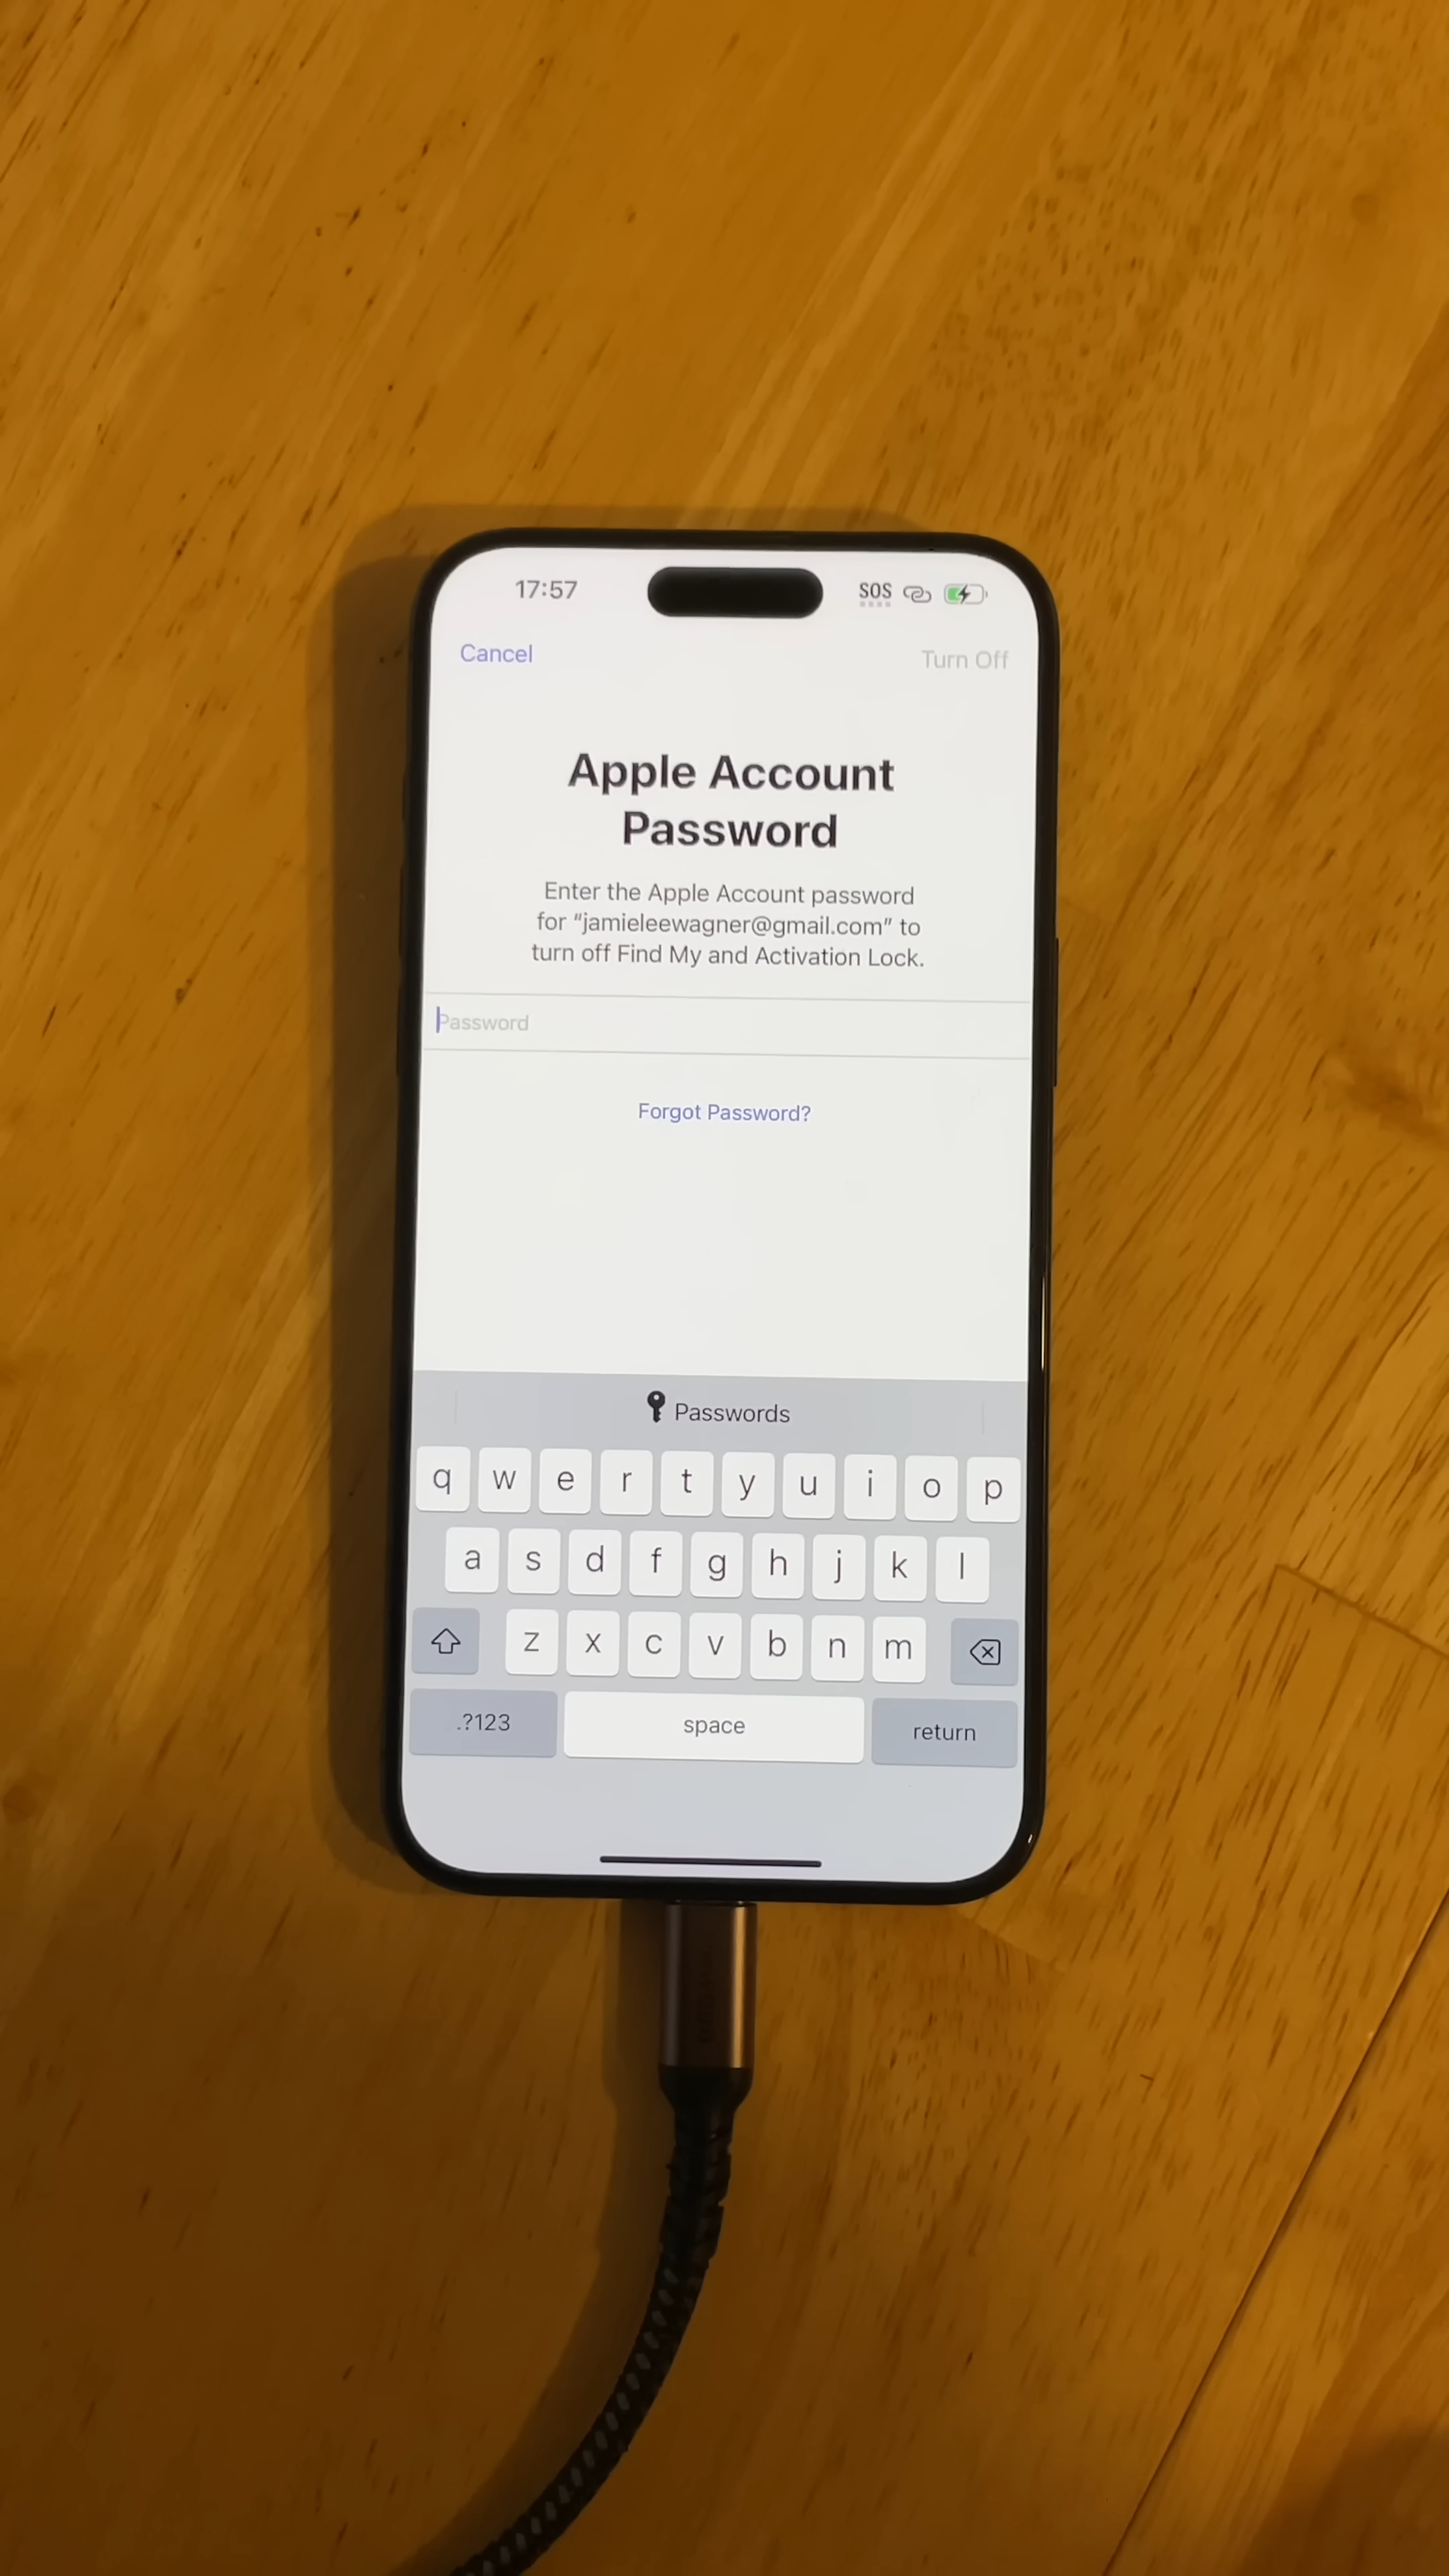 17:57
SOS
Cancel
Turn Off
Apple Account
Password
Enter the Apple Account password
for “jamieleewagner@gmail.com” to
turn off Find My and Activation Lock.
Password
Forgot Password?
Passwords
q w e r t y u i o p
a s d f g h j k l
z x c v b n m
.?123 space return